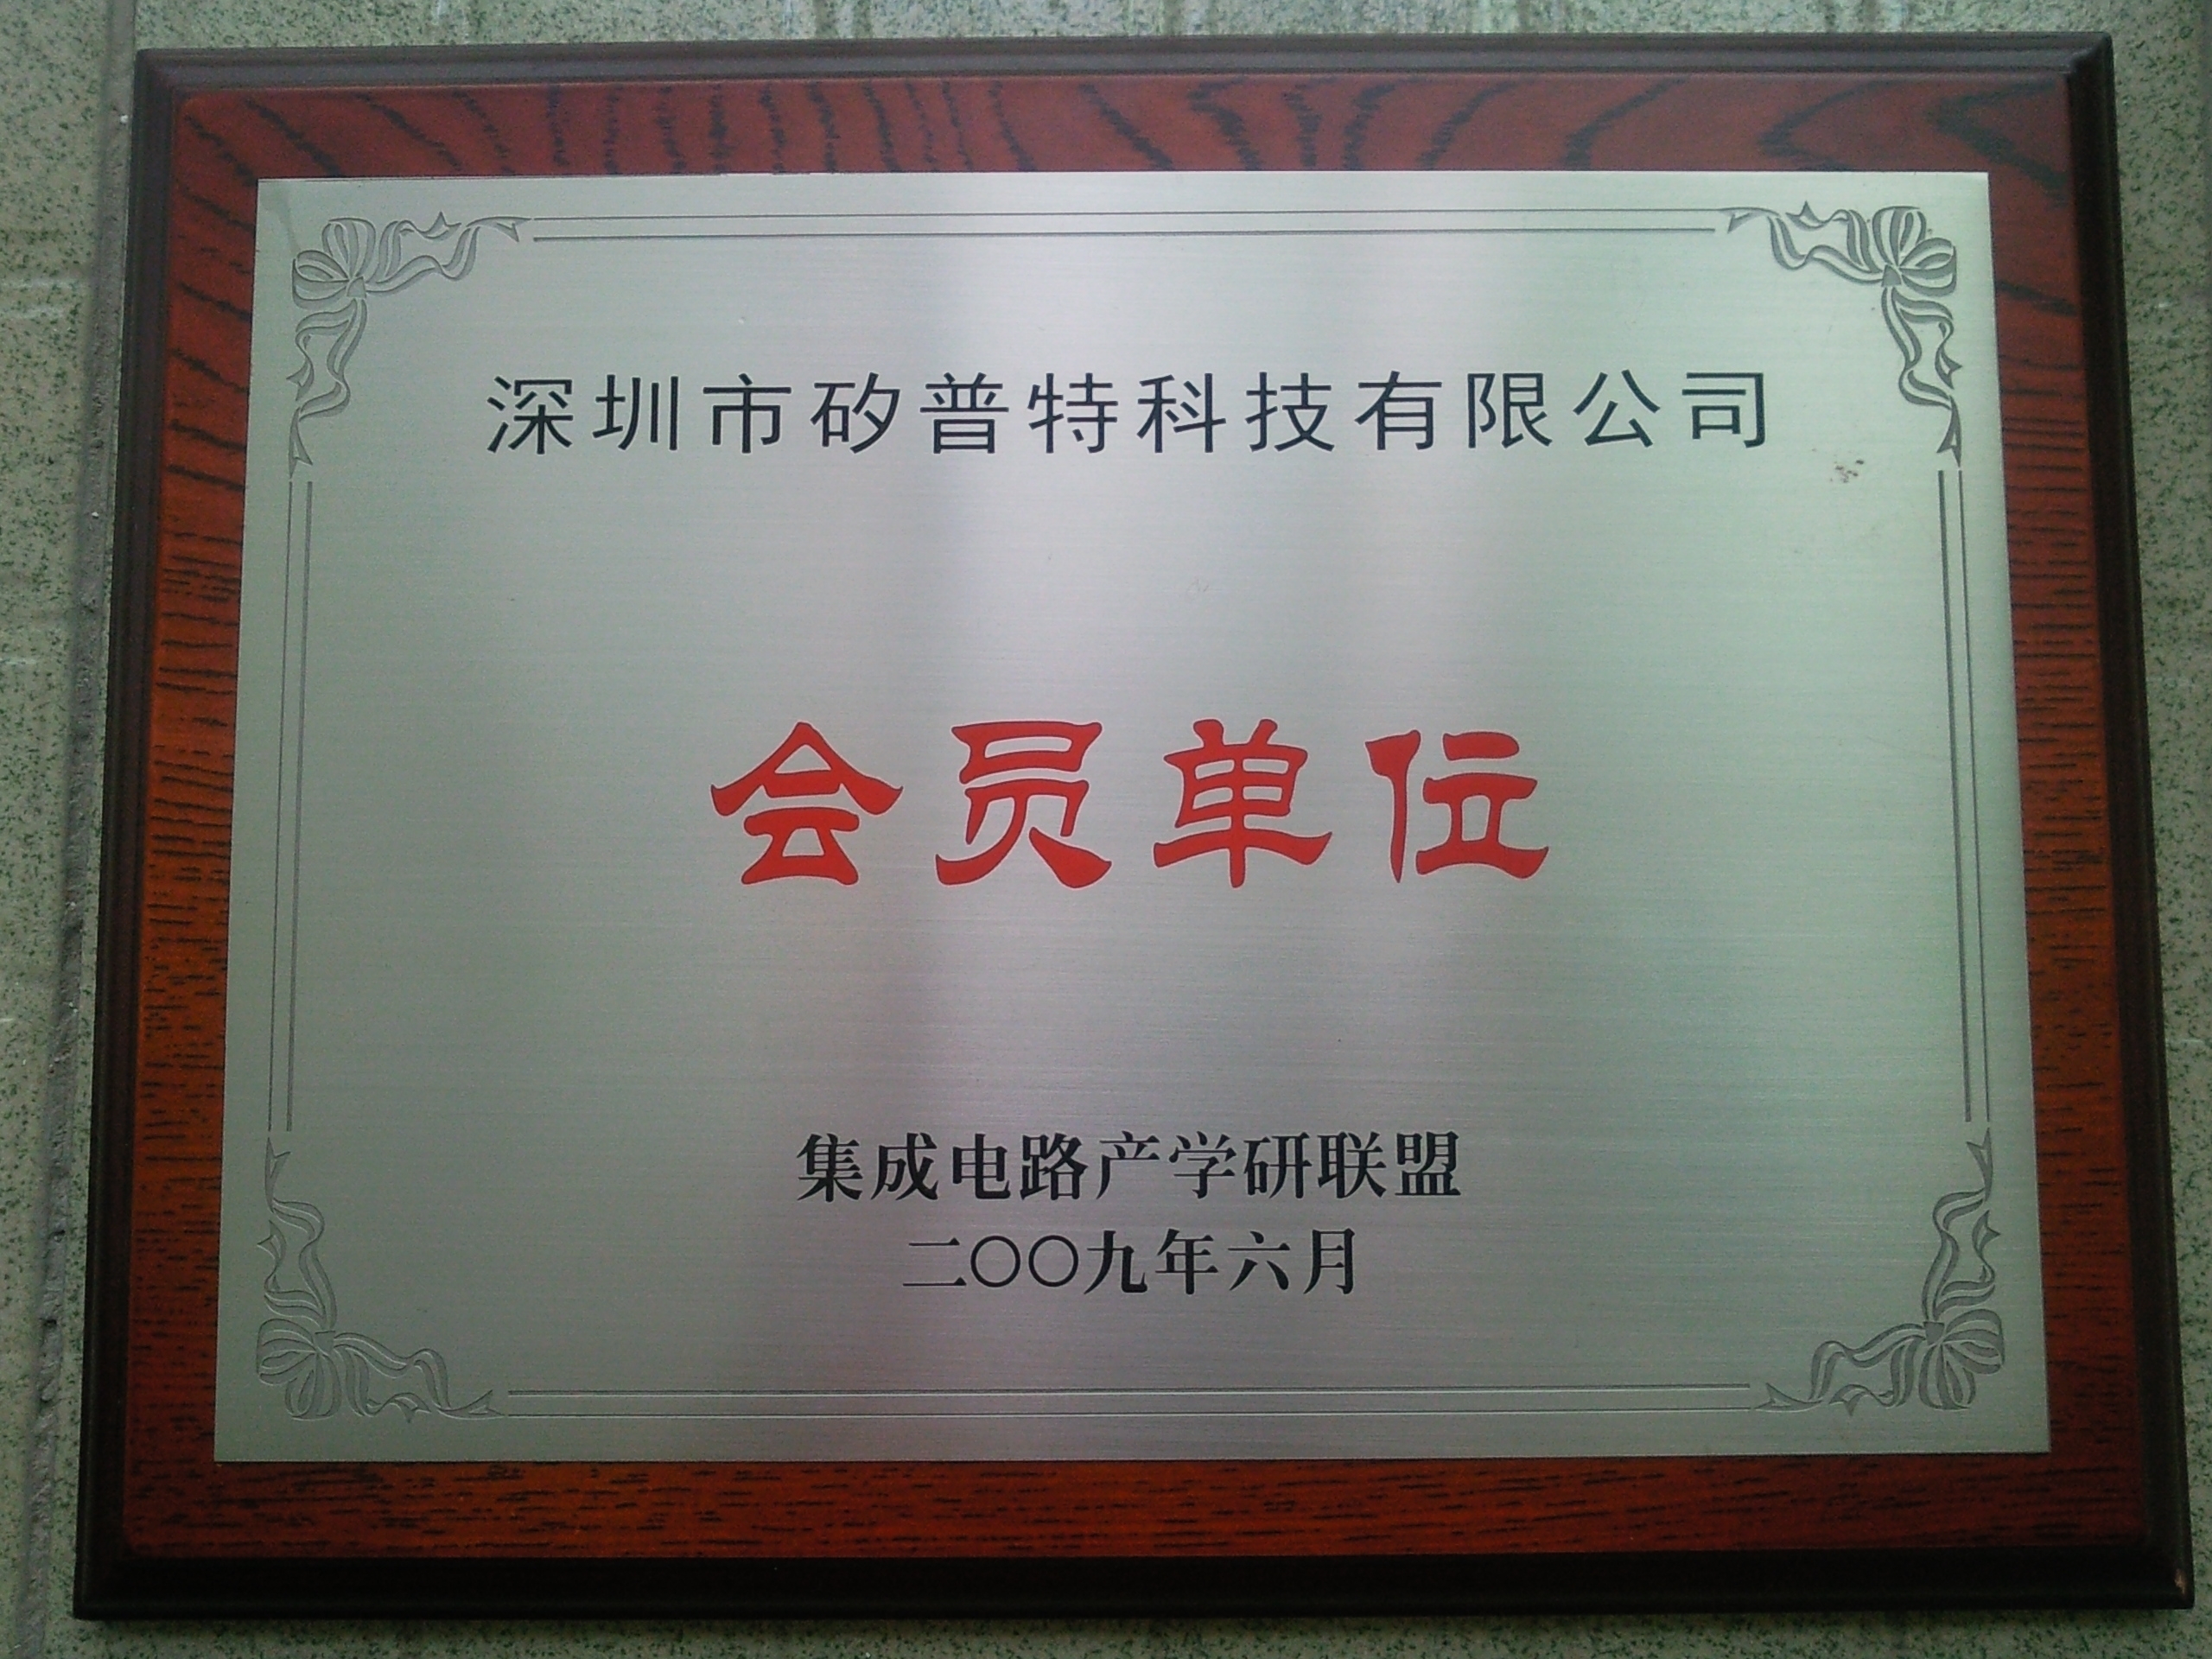 深圳市矽普特科技有限公司
会员单位
集成电路产学研联盟
二〇〇九年六月